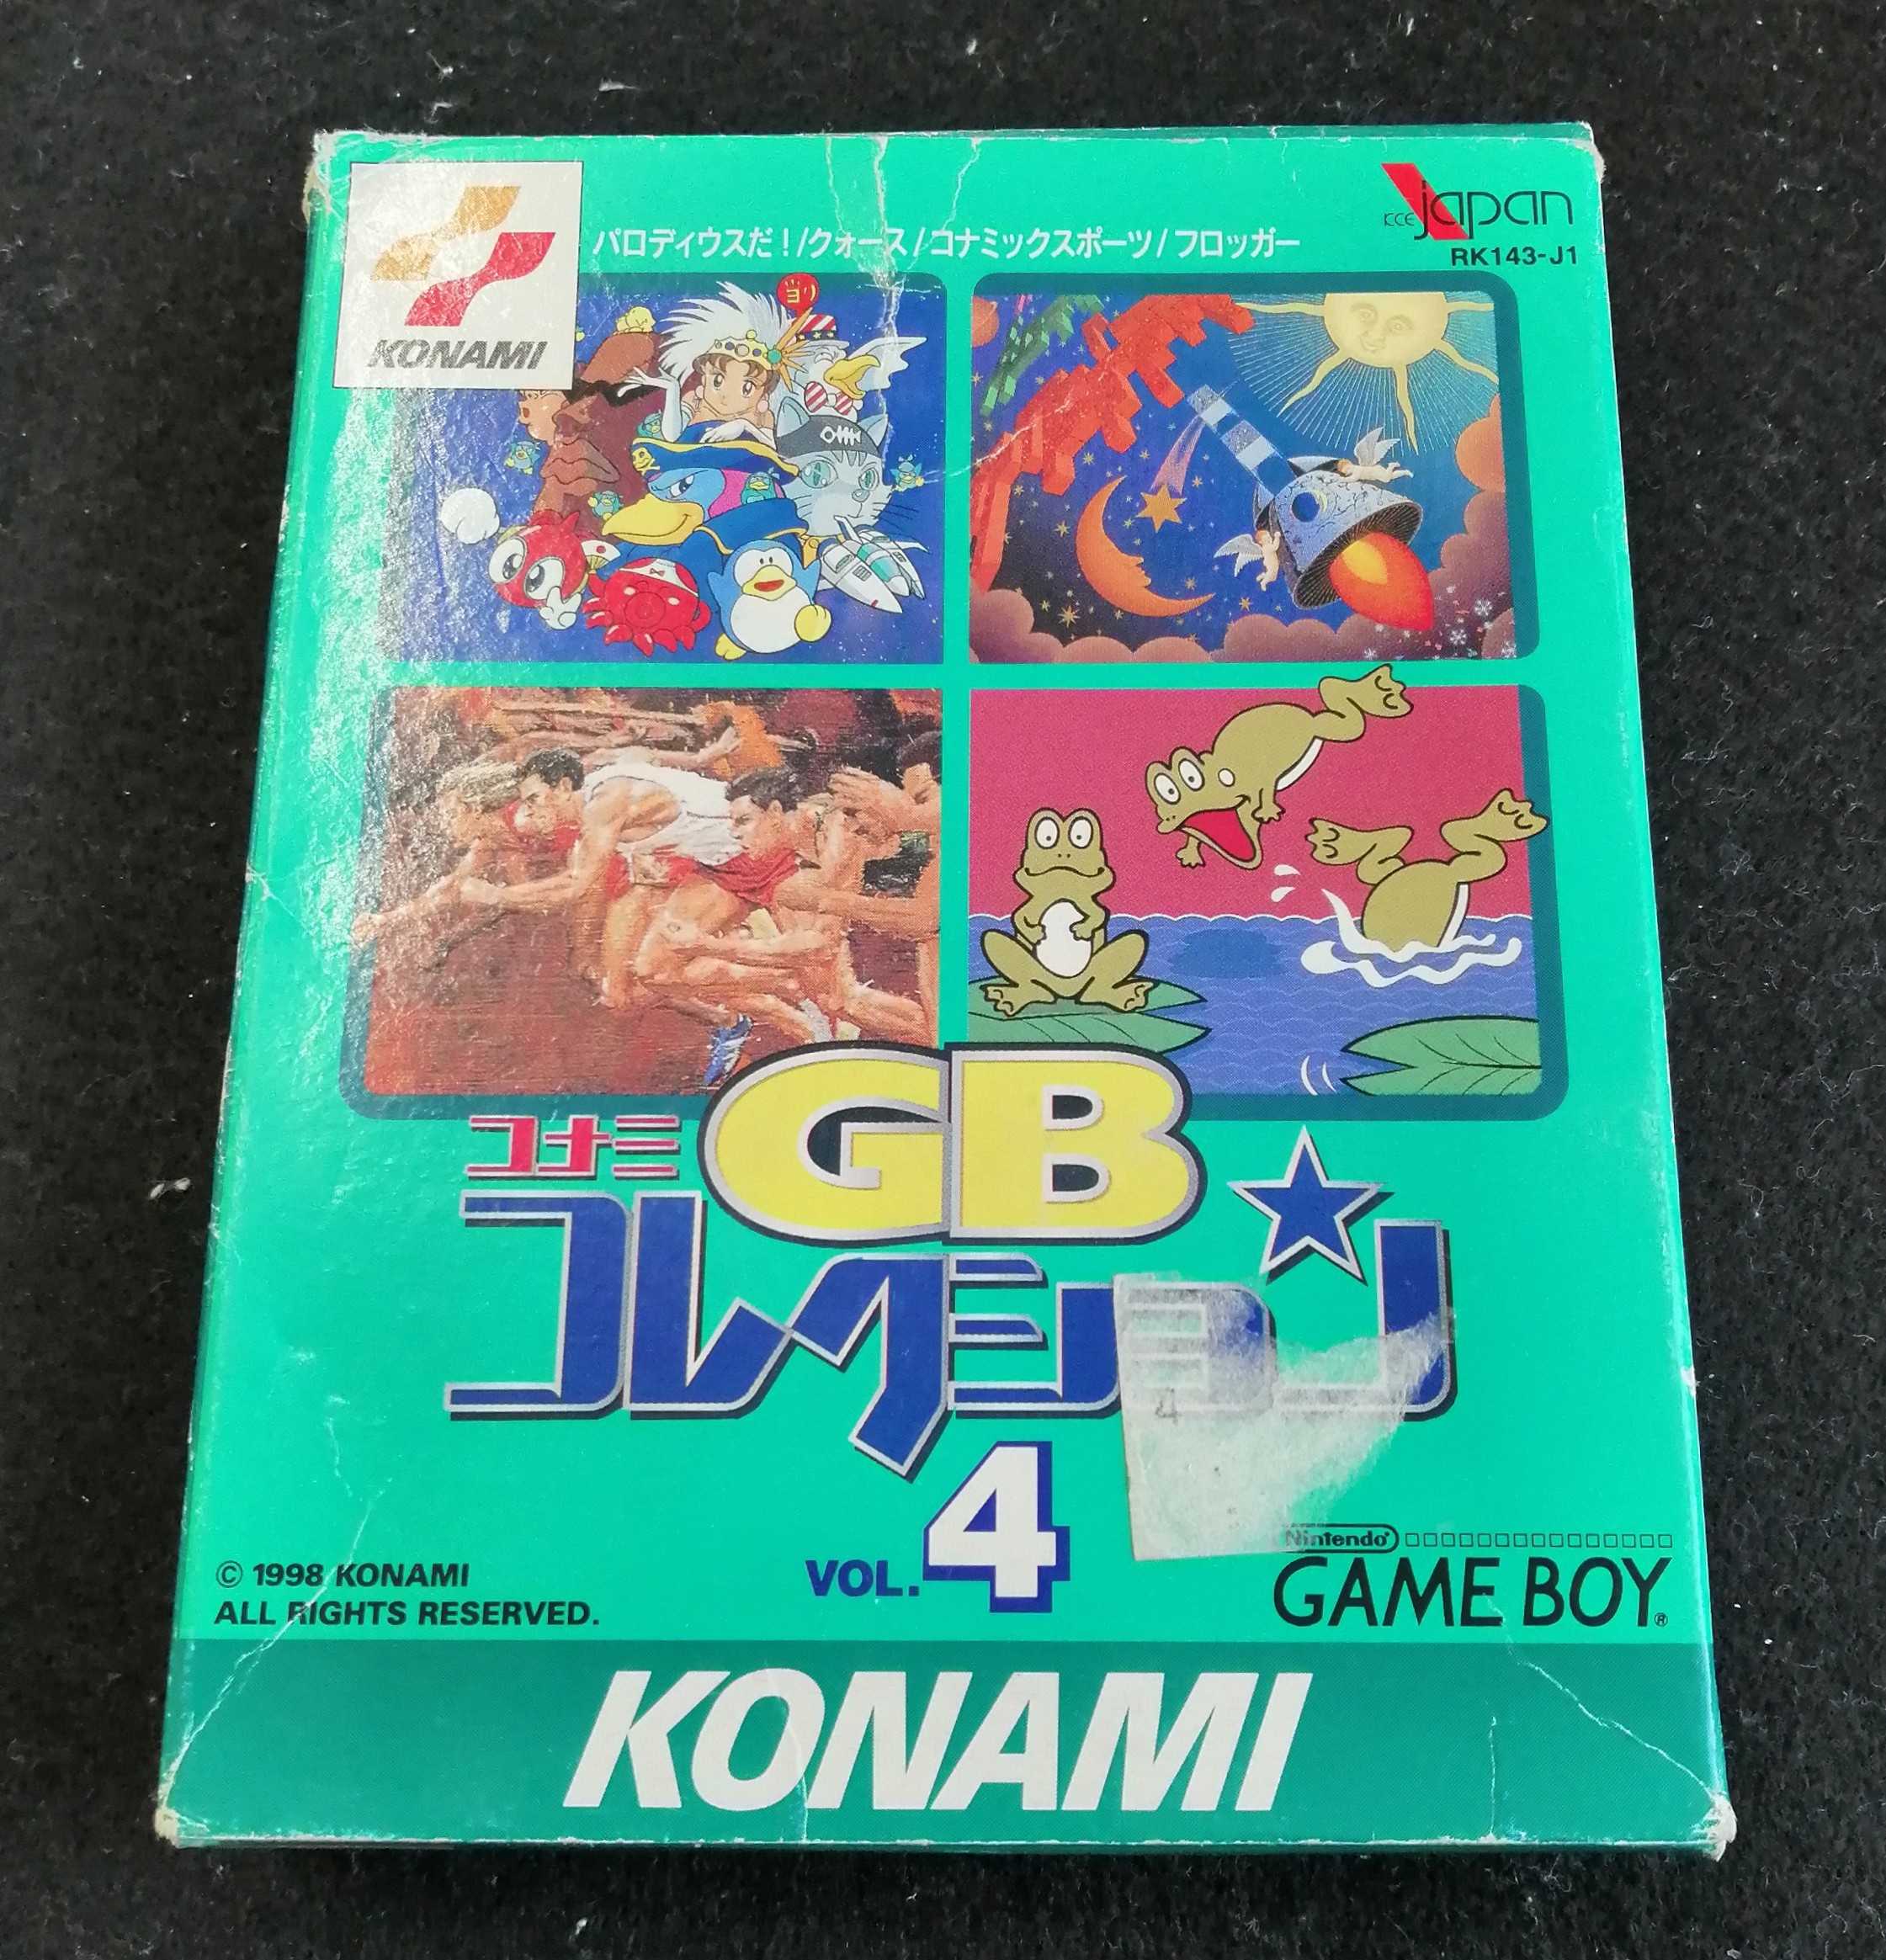 KONAMI
KCE japan
RK143-J1
パロディウスだ!/クォース/コナミックスポーツ/フロッガー
ヨリ
コナミ GB
コレクション
4
VOL.4
© 1998 KONAMI
ALL RIGHTS RESERVED.
Nintendo®
GAME BOY®
KONAMI